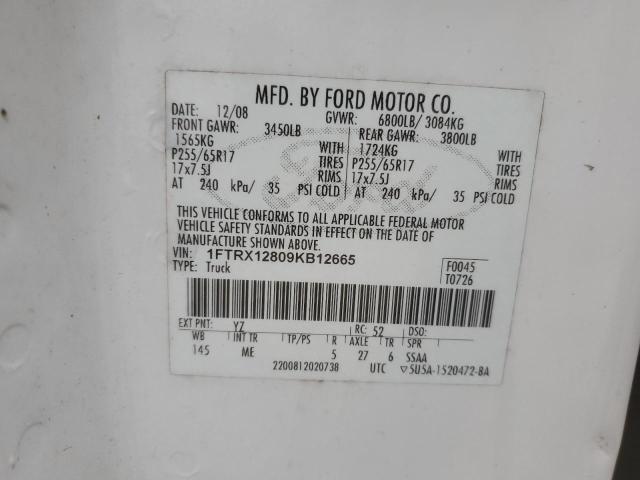 MFD. BY FORD MOTOR CO.
DATE: 12/08 GVWR: 6800LB/ 3084KG
FRONT GAWR: 3450LB REAR GAWR: 3800LB
1565KG WITH 1724KG WITH
P255/65R17 TIRES P255/65R17 TIRES
17x7.5J RIMS 17x7.5J RIMS
AT 240 kPa/ 35 PSI COLD AT 240 kPa/ 35 PSI COLD
THIS VEHICLE CONFORMS TO ALL APPLICABLE FEDERAL MOTOR
VEHICLE SAFETY STANDARDS IN EFFECT ON THE DATE OF
MANUFACTURE SHOWN ABOVE.
VIN: 1FTRX12809KB12665 F0045
TYPE: Truck T0726
EXT PNT: YZ RC: 52 DSO:
WB INT TR TP/PS R AXLE TR SPR
145 ME 5 27 6 SSAA
2200812020738 UTC ▽5U5A-1520472-BA
Ford